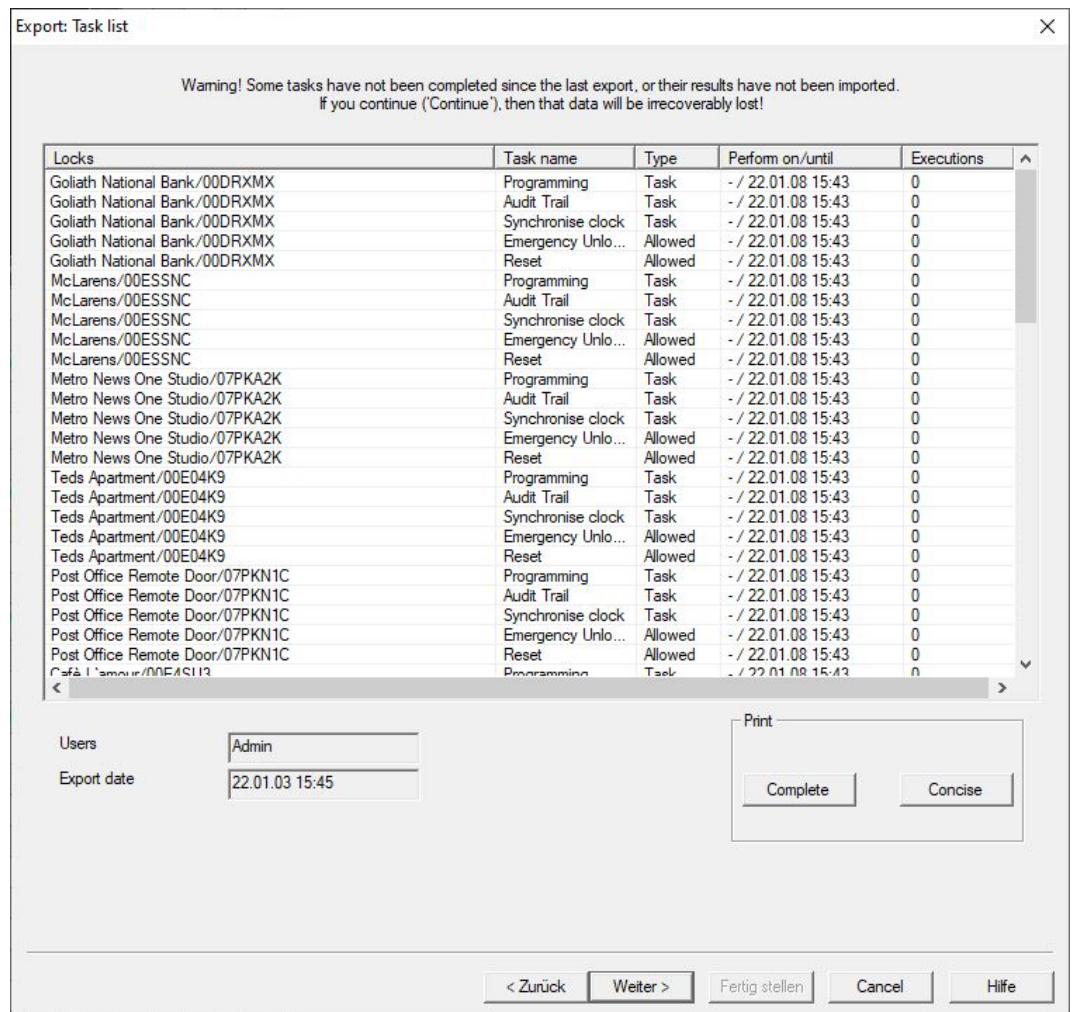 Export: Task list
Warning! Some tasks have not been completed since the last export, or their results have not been imported.
If you continue ('Continue'), then that data will be irrecoverably lost!
Locks Task name Type Perform on/until Executions
Goliath National Bank/00DRXMX Programming Task - / 22.01.08 15:43 0
Goliath National Bank/00DRXMX Audit Trail Task - / 22.01.08 15:43 0
Goliath National Bank/00DRXMX Synchronise clock Task - / 22.01.08 15:43 0
Goliath National Bank/00DRXMX Emergency Unlo... Allowed - / 22.01.08 15:43 0
Goliath National Bank/00DRXMX Reset Allowed - / 22.01.08 15:43 0
McLarens/00ESSNC Programming Task - / 22.01.08 15:43 0
McLarens/00ESSNC Audit Trail Task - / 22.01.08 15:43 0
McLarens/00ESSNC Synchronise clock Task - / 22.01.08 15:43 0
McLarens/00ESSNC Emergency Unlo... Allowed - / 22.01.08 15:43 0
McLarens/00ESSNC Reset Allowed - / 22.01.08 15:43 0
Metro News One Studio/07PKA2K Programming Task - / 22.01.08 15:43 0
Metro News One Studio/07PKA2K Audit Trail Task - / 22.01.08 15:43 0
Metro News One Studio/07PKA2K Synchronise clock Task - / 22.01.08 15:43 0
Metro News One Studio/07PKA2K Emergency Unlo... Allowed - / 22.01.08 15:43 0
Metro News One Studio/07PKA2K Reset Allowed - / 22.01.08 15:43 0
Teds Apartment/00E04K9 Programming Task - / 22.01.08 15:43 0
Teds Apartment/00E04K9 Audit Trail Task - / 22.01.08 15:43 0
Teds Apartment/00E04K9 Synchronise clock Task - / 22.01.08 15:43 0
Teds Apartment/00E04K9 Emergency Unlo... Allowed - / 22.01.08 15:43 0
Teds Apartment/00E04K9 Reset Allowed - / 22.01.08 15:43 0
Post Office Remote Door/07PKN1C Programming Task - / 22.01.08 15:43 0
Post Office Remote Door/07PKN1C Audit Trail Task - / 22.01.08 15:43 0
Post Office Remote Door/07PKN1C Synchronise clock Task - / 22.01.08 15:43 0
Post Office Remote Door/07PKN1C Emergency Unlo... Allowed - / 22.01.08 15:43 0
Post Office Remote Door/07PKN1C Reset Allowed - / 22.01.08 15:43 0
Café L`amour/00E4SU3 Programming Task - / 22.01.08 15:43 0
Print
Users Admin
Export date 22.01.03 15:45
Complete Concise
< Zurück Weiter > Fertig stellen Cancel Hilfe